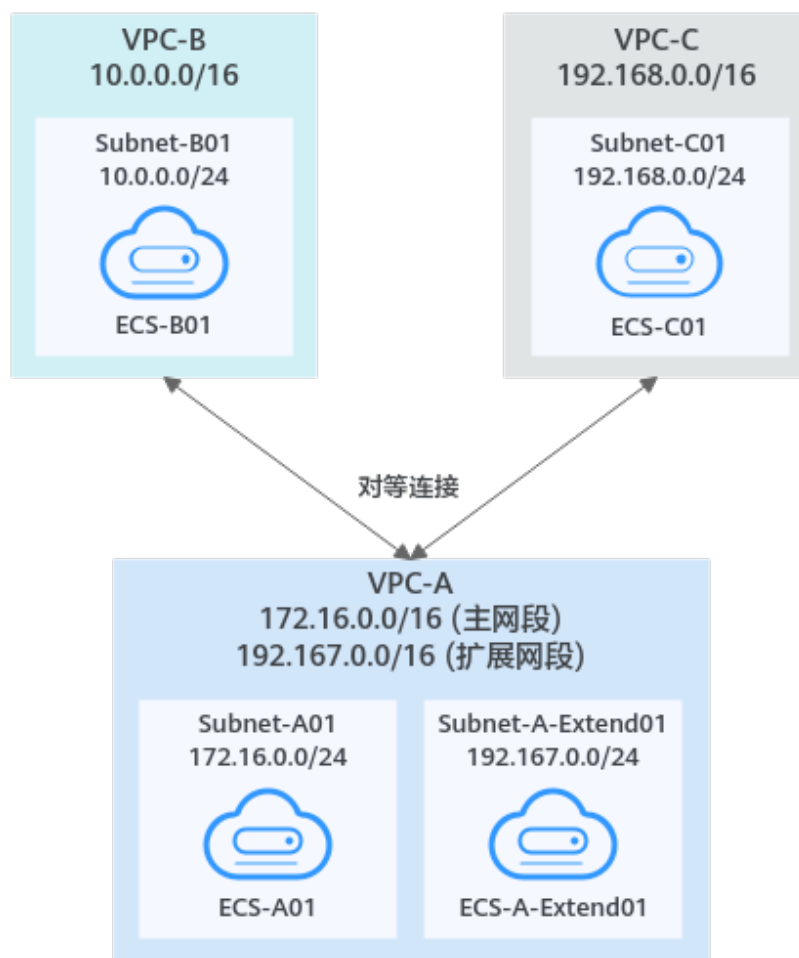 VPC-B
10.0.0.0/16
Subnet-B01
10.0.0.0/24
ECS-B01
VPC-C
192.168.0.0/16
Subnet-C01
192.168.0.0/24
ECS-C01
对等连接
VPC-A
172.16.0.0/16 (主网段)
192.167.0.0/16 (扩展网段)
Subnet-A01
172.16.0.0/24
ECS-A01
Subnet-A-Extend01
192.167.0.0/24
ECS-A-Extend01